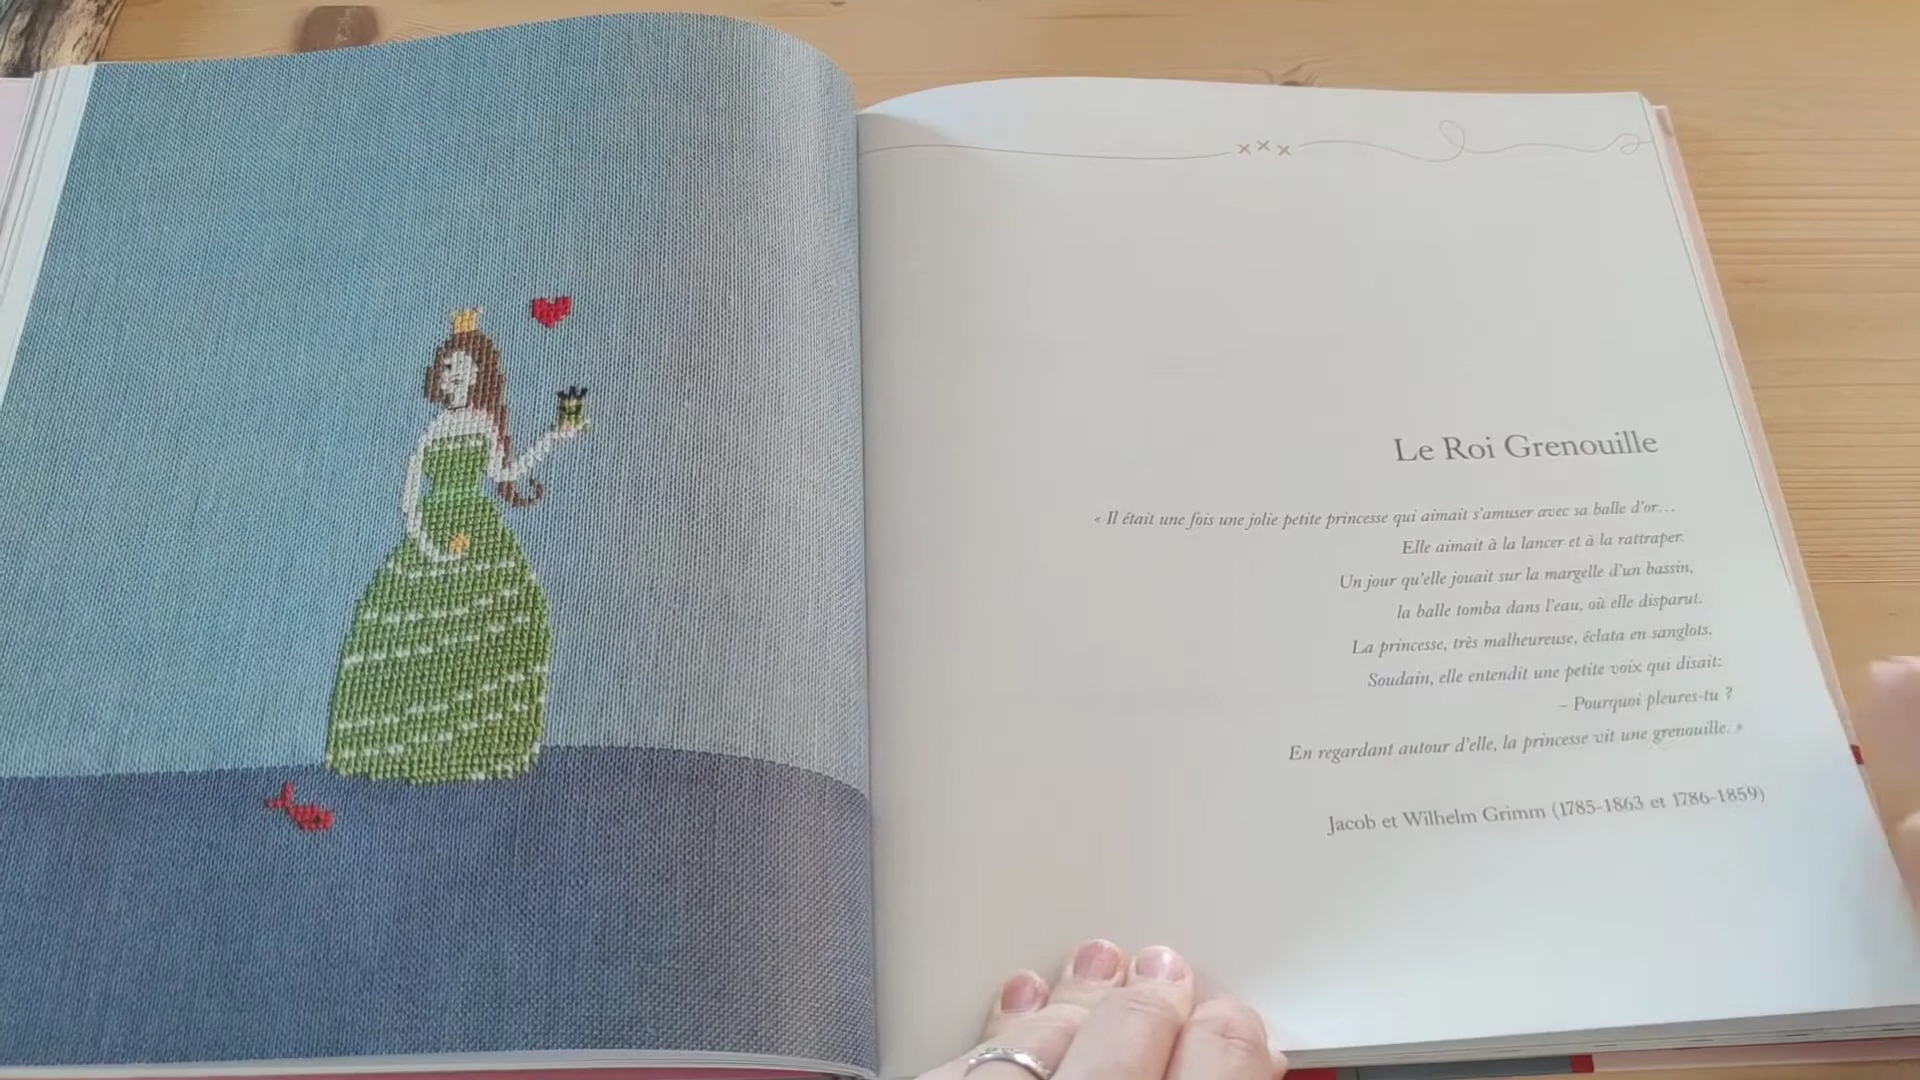 Le Roi Grenouille
« Il était une fois une jolie petite princesse qui aimait s'amuser avec sa balle d'or…
Elle aimait à la lancer et à la rattraper.
Un jour qu'elle jouait sur la margelle d'un bassin,
la balle tomba dans l'eau, où elle disparut.
La princesse, très malheureuse, éclata en sanglots.
Soudain, elle entendit une petite voix qui disait:
– Pourquoi pleures-tu ?
En regardant autour d'elle, la princesse vit une grenouille. »
Jacob et Wilhelm Grimm (1785-1863 et 1786-1859)